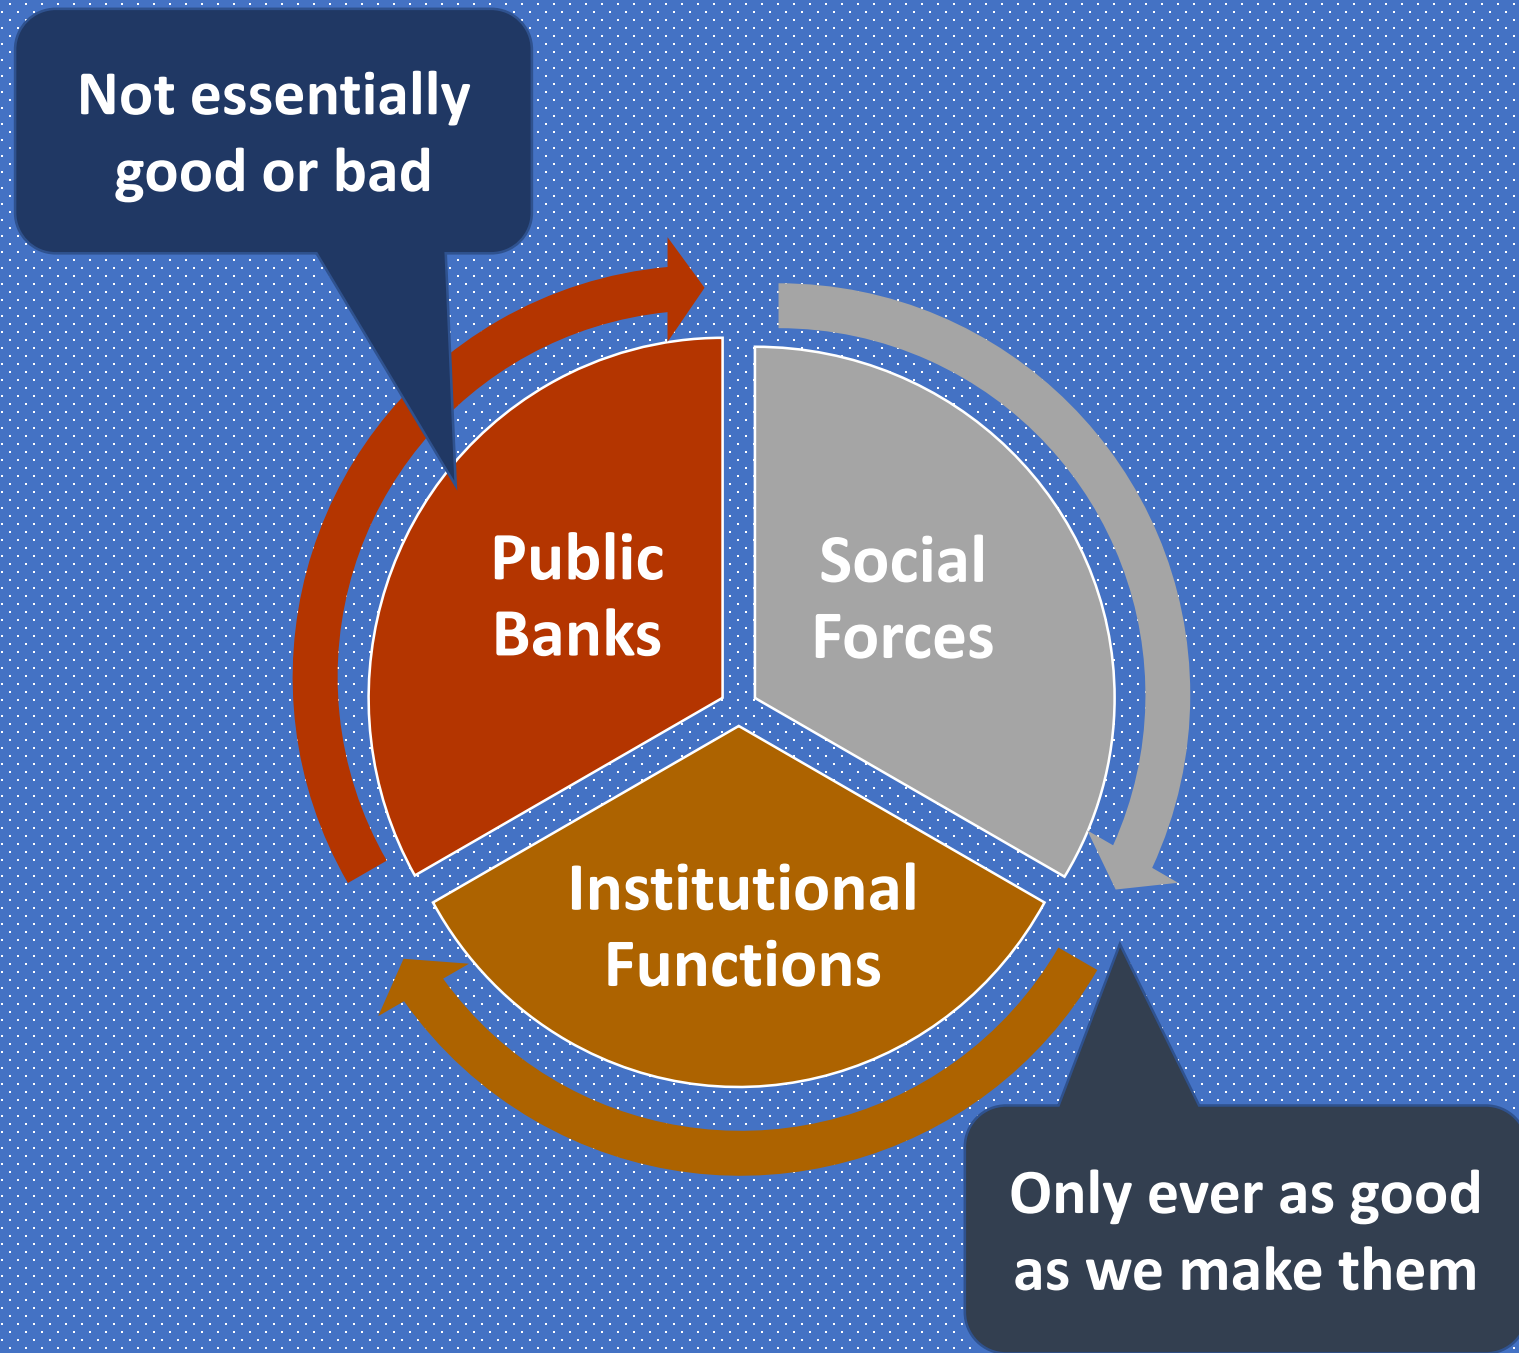 Not essentially
good or bad
Public
Banks
Social
Forces
Institutional
Functions
Only ever as good
as we make them